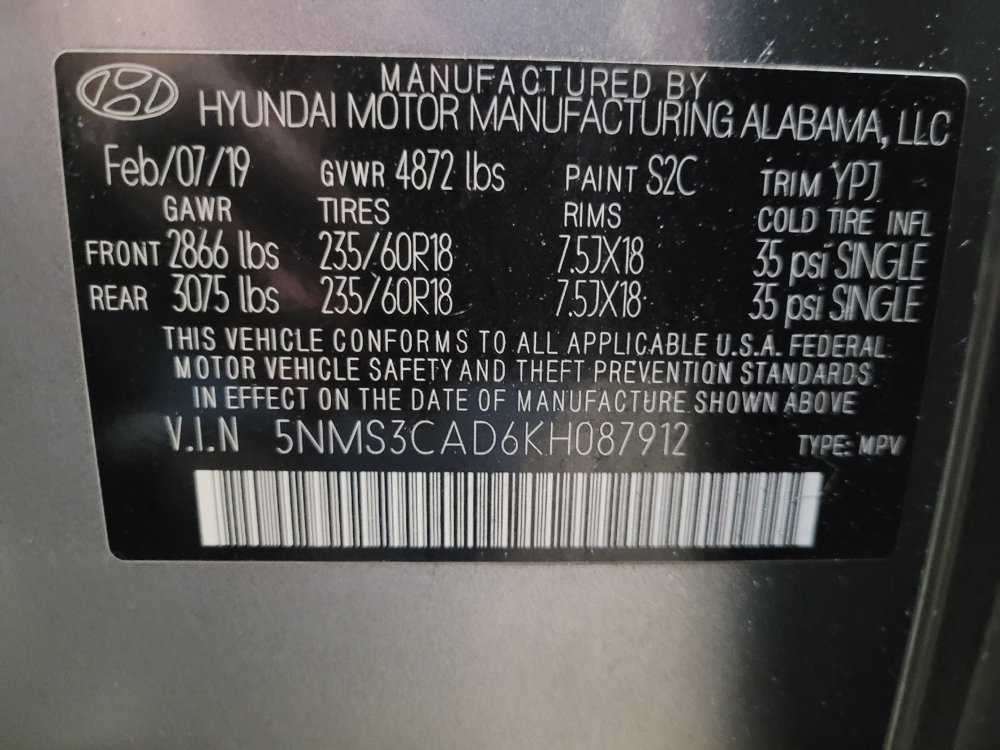 MANUFACTURED BY
HYUNDAI MOTOR MANUFACTURING ALABAMA, LLC
Feb/07/19 GVWR 4872 lbs PAINT S2C TRIM YPJ
GAWR TIRES RIMS COLD TIRE INFL
FRONT 2866 lbs 235/60R18 7.5JX18 35 psi SINGLE
REAR 3075 lbs 235/60R18 7.5JX18 35 psi SINGLE
THIS VEHICLE CONFORMS TO ALL APPLICABLE U.S.A. FEDERAL
MOTOR VEHICLE SAFETY AND THEFT PREVENTION STANDARDS
IN EFFECT ON THE DATE OF MANUFACTURE SHOWN ABOVE
V.I.N 5NMS3CAD6KH087912 TYPE: MPV